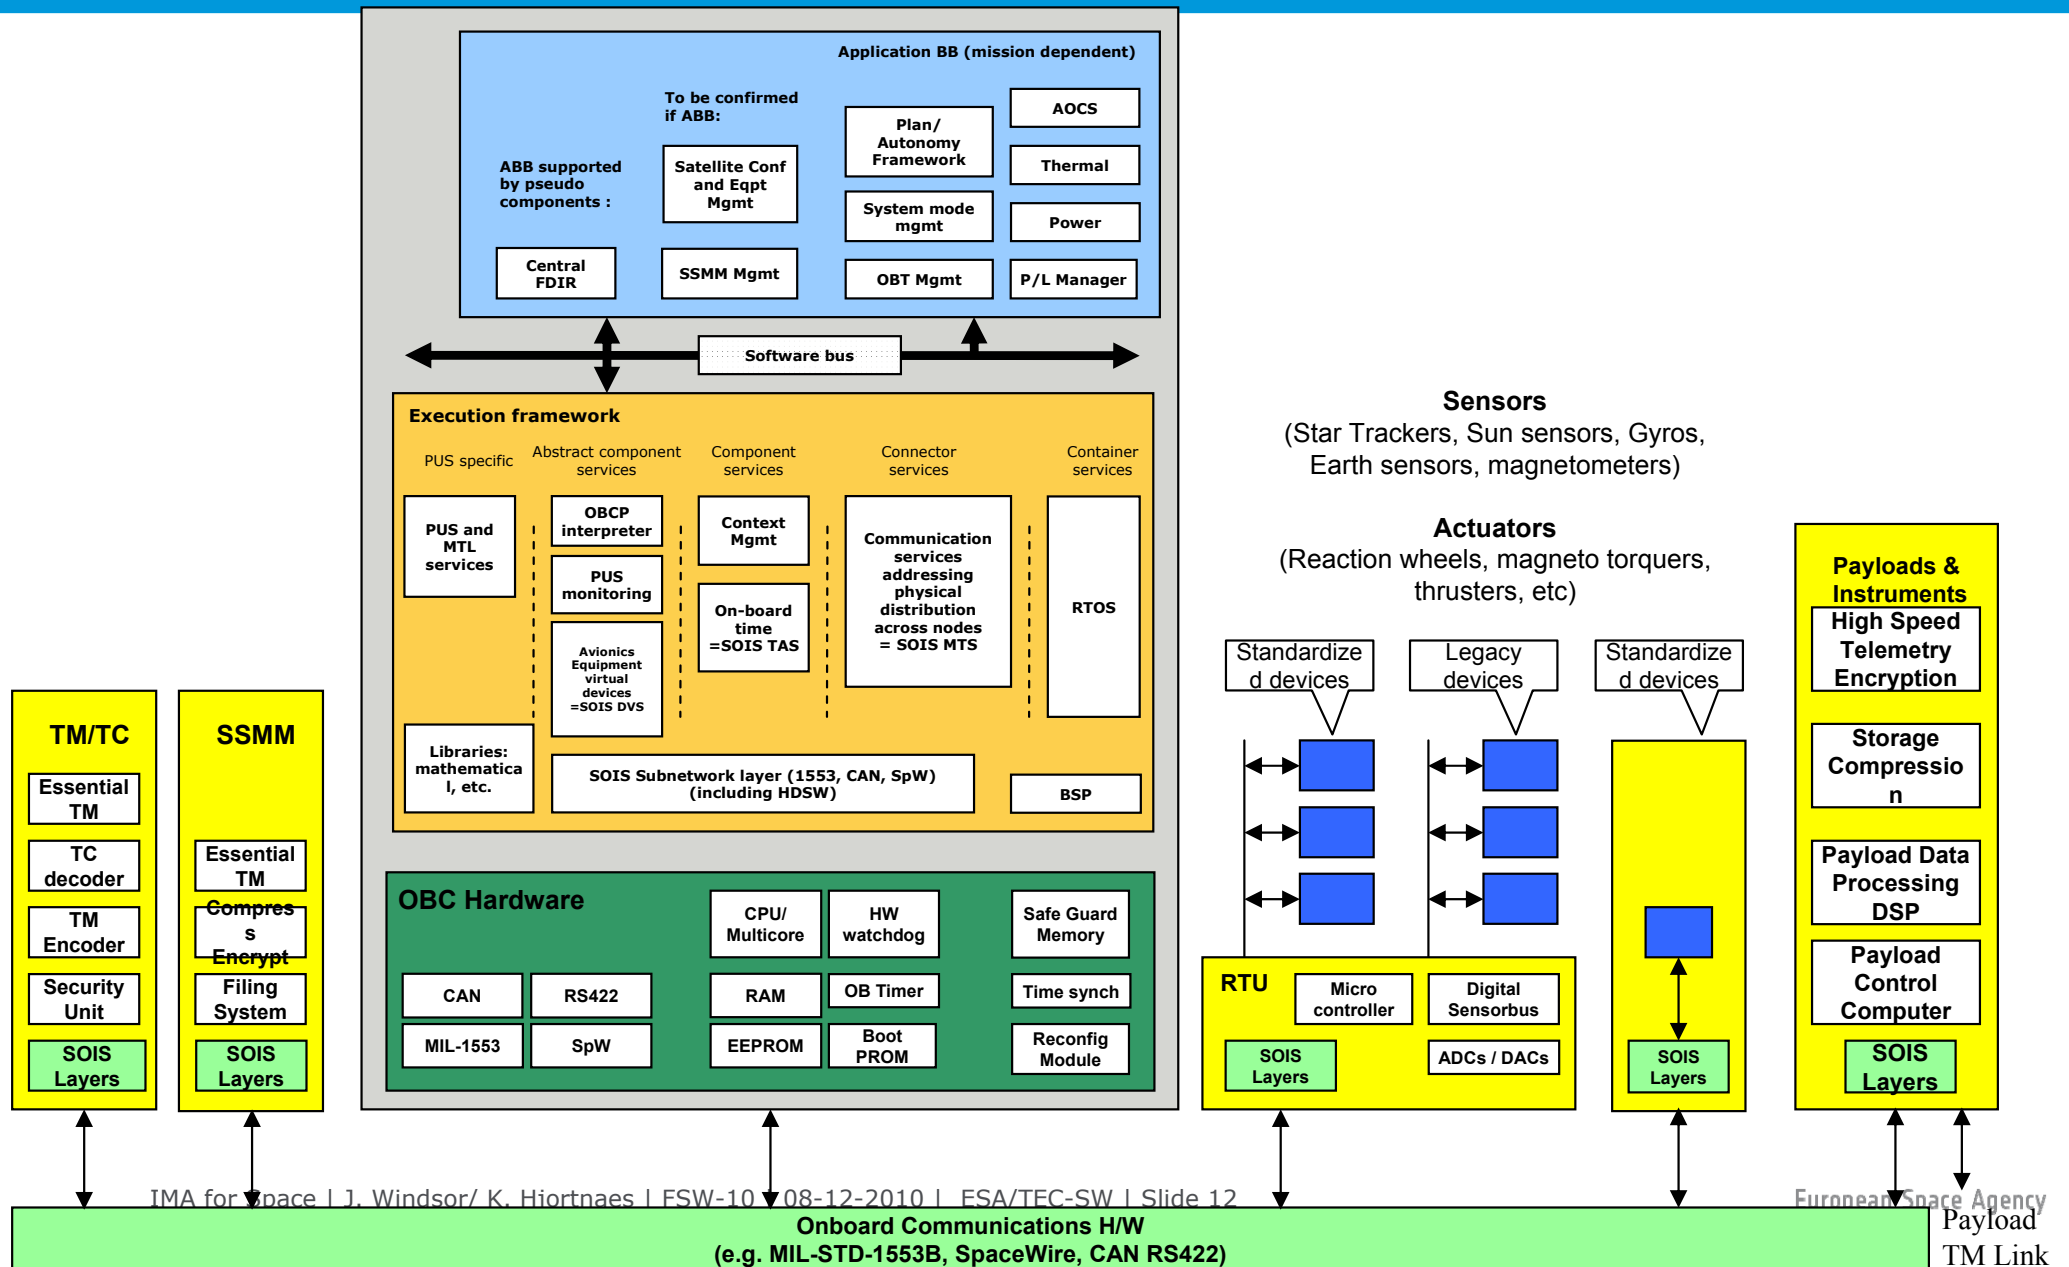 Application BB (mission dependent)
To be confirmed
if ABB:
ABB supported
by pseudo
components :
Central
FDIR
Satellite Conf
and Eqpt
Mgmt
SSMM Mgmt
Plan/
Autonomy
Framework
System mode
mgmt
OBT Mgmt
AOCS
Thermal
Power
P/L Manager
Software bus
Execution framework
PUS specific
Abstract component
services
Component
services
Connector
services
Container
services
PUS and
MTL
services
OBCP
interpreter
PUS
monitoring
Avionics
Equipment
virtual
devices
=SOIS DVS
Context
Mgmt
On-board
time
=SOIS TAS
Communication
services
addressing
physical
distribution
across nodes
= SOIS MTS
RTOS
Libraries:
mathematica
l, etc.
SOIS Subnetwork layer (1553, CAN, SpW)
(including HDSW)
BSP
OBC Hardware
CPU/
Multicore
HW
watchdog
Safe Guard
Memory
CAN
RS422
RAM
OB Timer
Time synch
MIL-1553
SpW
EEPROM
Boot
PROM
Reconfig
Module
TM/TC
Essential
TM
TC
decoder
TM
Encoder
Security
Unit
SOIS
Layers
SSMM
Essential
TM
Compres
s
Encrypt
Filing
System
SOIS
Layers
Sensors
(Star Trackers, Sun sensors, Gyros,
Earth sensors, magnetometers)
Actuators
(Reaction wheels, magneto torquers,
thrusters, etc)
Standardize
d devices
Legacy
devices
Standardize
d devices
RTU
Micro
controller
Digital
Sensorbus
SOIS
Layers
ADCs / DACs
SOIS
Layers
Payloads &
Instruments
High Speed
Telemetry
Encryption
Storage
Compressio
n
Payload Data
Processing
DSP
Payload
Control
Computer
SOIS
Layers
IMA for Space | J. Windsor/ K. Hjortnaes | FSW-10 | 08-12-2010 | ESA/TEC-SW | Slide 12
European Space Agency
Onboard Communications H/W
(e.g. MIL-STD-1553B, SpaceWire, CAN RS422)
Payload
TM Link